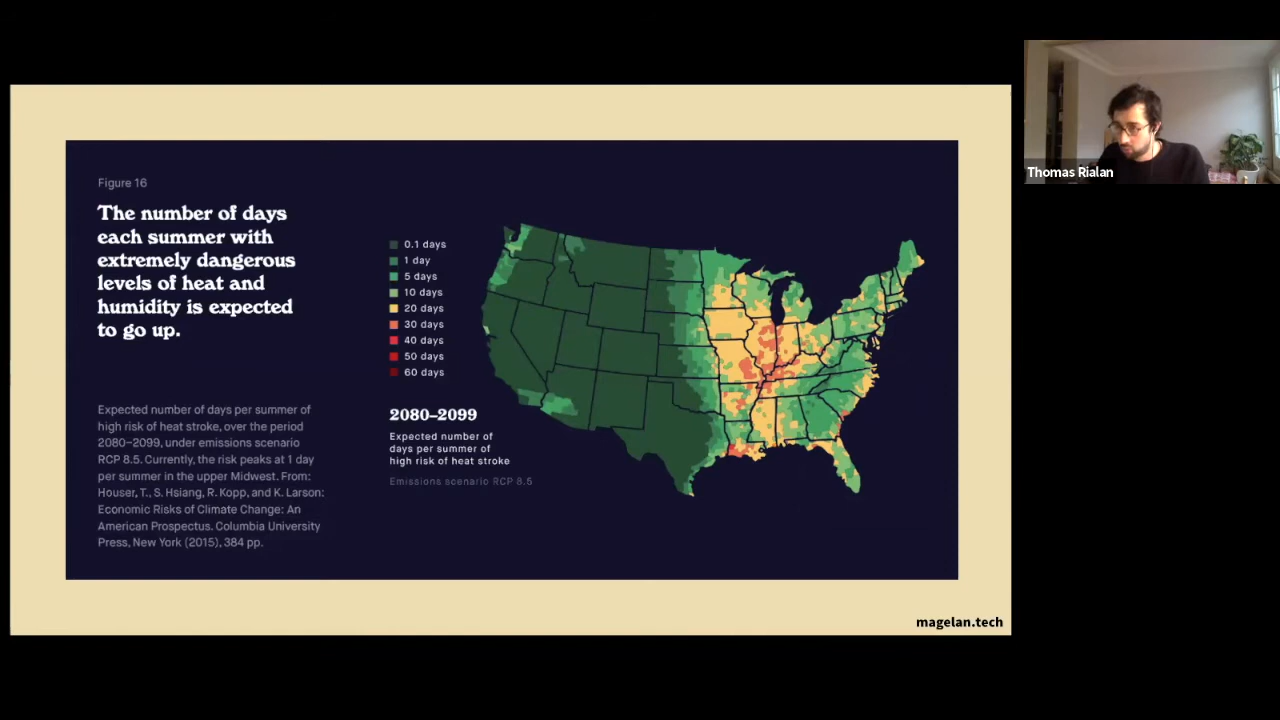 Figure 16
The number of days
each summer with
extremely dangerous
levels of heat and
humidity is expected
to go up.
Expected number of days per summer of
high risk of heat stroke, over the period
2080–2099, under emissions scenario
RCP 8.5. Currently, the risk peaks at 1 day
per summer in the upper Midwest. From:
Houser, T., S. Hsiang, R. Kopp, and K. Larson:
Economic Risks of Climate Change: An
American Prospectus. Columbia University
Press, New York (2015), 384 pp.
0.1 days
1 day
5 days
10 days
20 days
30 days
40 days
50 days
60 days
2080–2099
Expected number of
days per summer of
high risk of heat stroke
Emissions scenario RCP 8.5
magelan.tech
Thomas Rialan